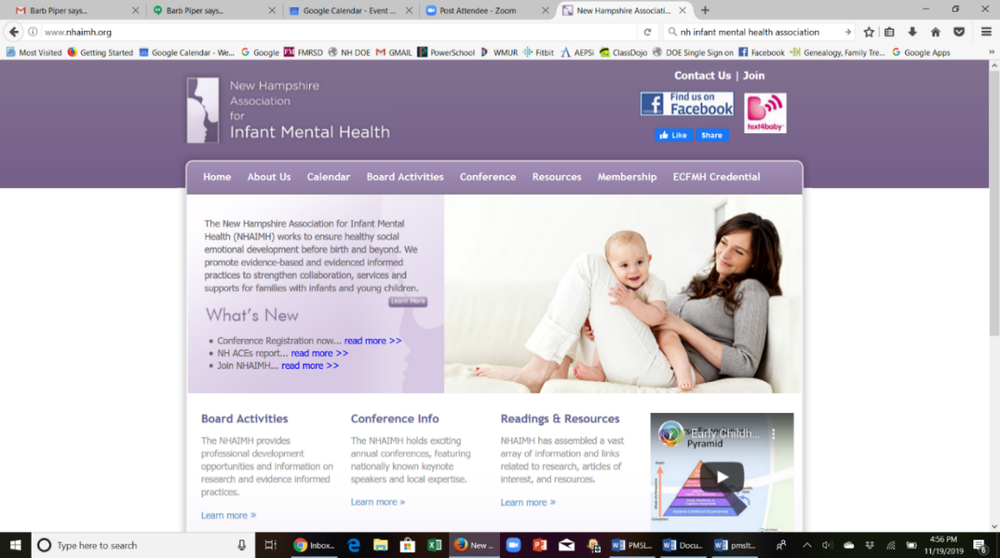 Barb Piper says...
Barb Piper says...
Google Calendar - Event ...
Post Attendee - Zoom
New Hampshire Associati...
www.nhaimh.org
nh infant mental health association
Most Visited
Getting Started
Google Calendar - We...
Google
FMRSD
NH DOE
GMAIL
PowerSchool
WMUR
Fitbit
AEPSi
ClassDojo
DOE Single Sign on
Facebook
Genealogy, Family Tre...
Google Apps
Contact Us | Join
New Hampshire
Association
for
Infant Mental Health
Find us on
Facebook
text4baby
Like
Share
Home
About Us
Calendar
Board Activities
Conference
Resources
Membership
ECFMH Credential
The New Hampshire Association for Infant Mental
Health (NHAIMH) works to ensure healthy social
emotional development before birth and beyond. We
promote evidence-based and evidenced informed
practices to strengthen collaboration, services and
supports for families with infants and young children.
Learn More
What's New
• Conference Registration now... read more >>
• NH ACEs report... read more >>
• Join NHAIMH... read more >>
Board Activities
The NHAIMH provides
professional development
opportunities and information on
research and evidence informed
practices.
Learn more »
Conference Info
The NHAIMH holds exciting
annual conferences, featuring
nationally known keynote
speakers and local expertise.
Learn more »
Readings & Resources
NHAIMH has assembled a vast
array of information and links
related to research, articles of
interest, and resources.
Learn more »
Early Childh...
Pyramid
Death
Conception
Adverse Childhood Experiences
Type here to search
Inbox...
New ...
PMSL...
Docu...
pmslt...
4:56 PM
11/19/2019